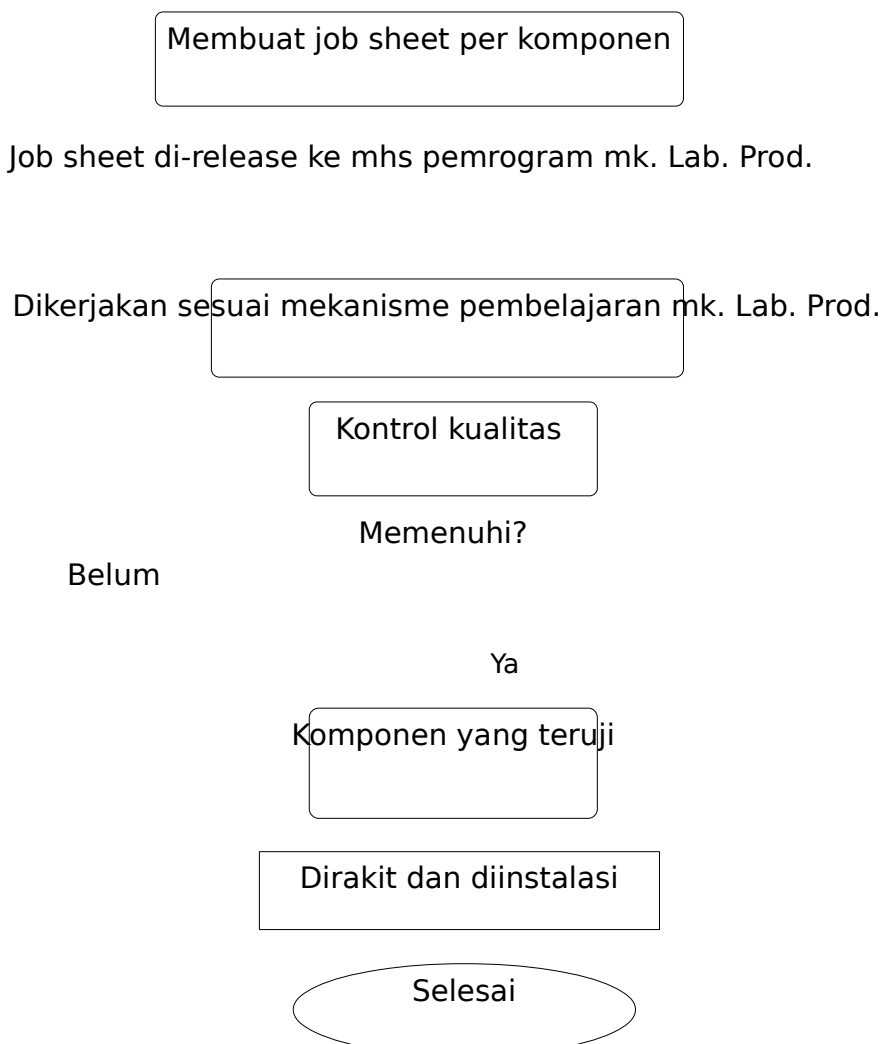 Membuat job sheet per komponen
Job sheet di-release ke mhs pemrogram mk. Lab. Prod.
Dikerjakan sesuai mekanisme pembelajaran mk. Lab. Prod.
Kontrol kualitas
Memenuhi?
Belum
Ya
Komponen yang teruji
Dirakit dan diinstalasi
Selesai